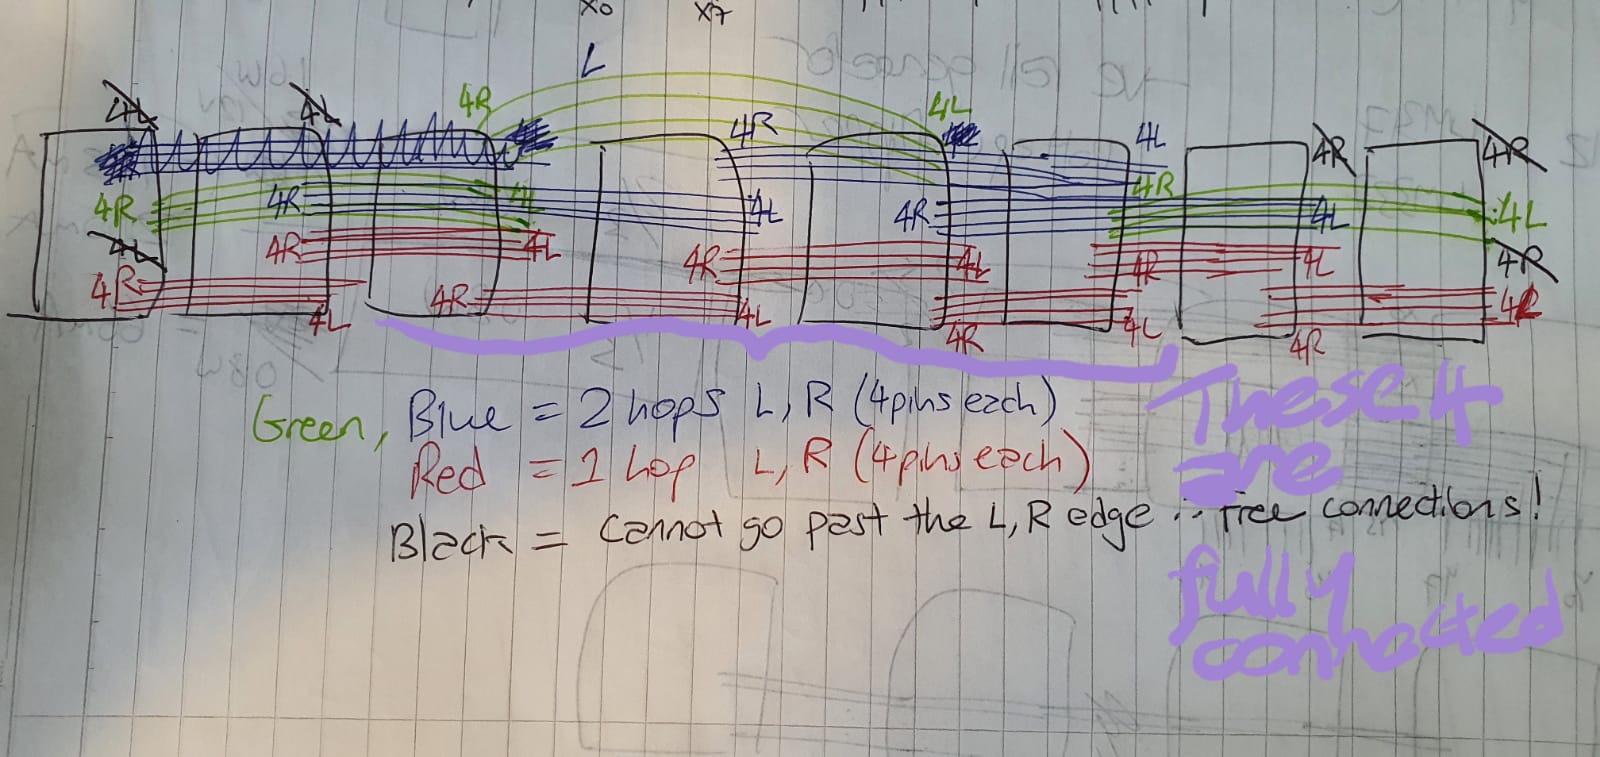 X0 X7
L
4L 4L 4R 4L 4R 4L 4R 4R
4R 4R 4L 4L 4R 4R 4L 4L
4L 4R 4L 4R 4L 4R 4L 4R
4R 4L 4R 4L 4R 4L 4R 4L
Green, Blue = 2 hops L, R (4pins each)
Red = 1 hop L, R (4pins each)
Black = cannot go past the L, R edge ∴ Free connections!
These 4
are
fully
connected